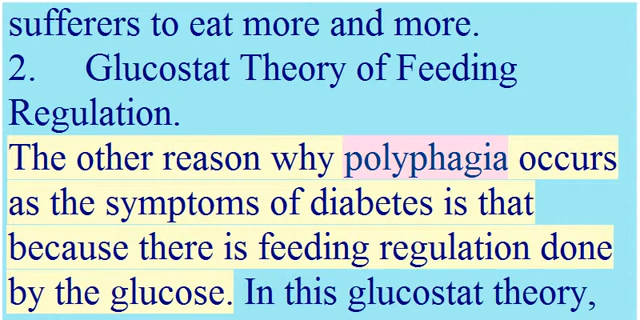 sufferers to eat more and more.
2. Glucostat Theory of Feeding
Regulation.
The other reason why polyphagia occurs
as the symptoms of diabetes is that
because there is feeding regulation done
by the glucose. In this glucostat theory,